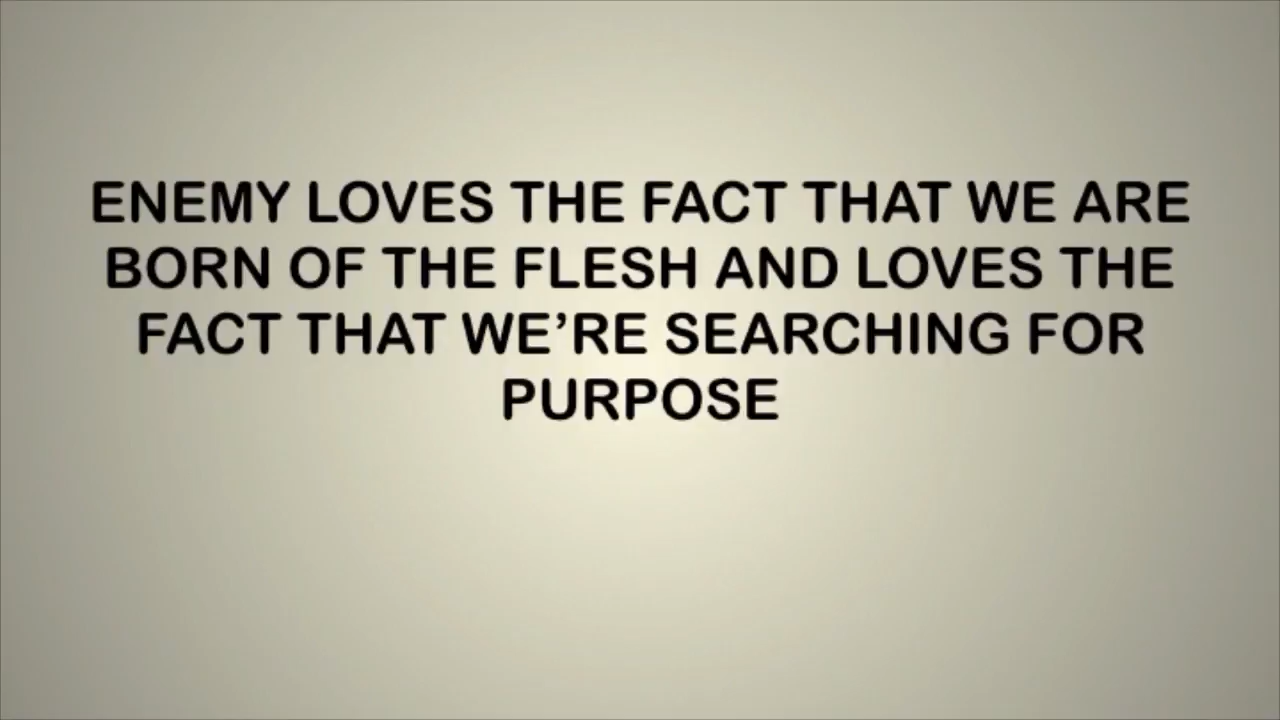 ENEMY LOVES THE FACT THAT WE ARE
BORN OF THE FLESH AND LOVES THE
FACT THAT WE’RE SEARCHING FOR
PURPOSE